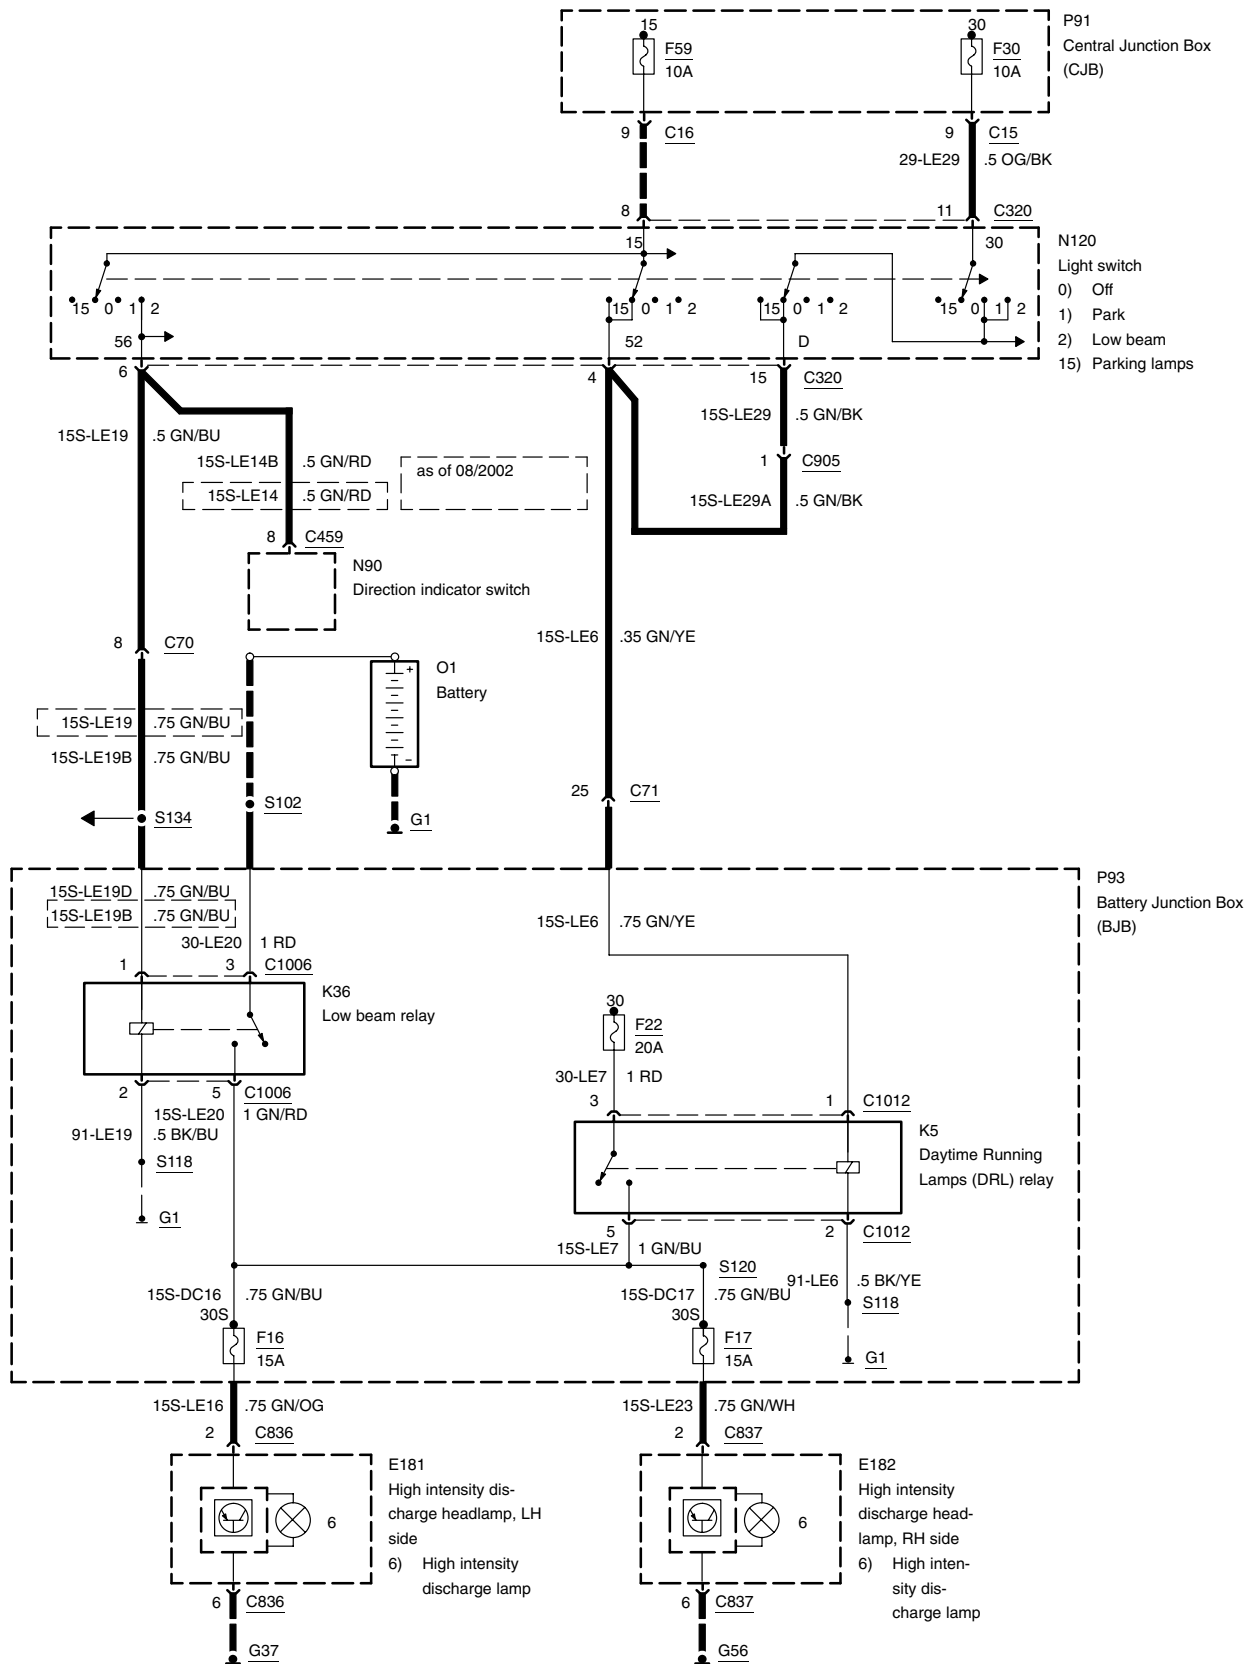 15 30 P91
F59 F30 Central Junction Box
10A 10A (CJB)
9 C16 9 C15
29-LE29 .5 OG/BK
8 11 C320
15 30 N120
Light switch
0) Off
15 0 1 2 15 0 1 2 15 0 1 2 15 0 1 2
1) Park
56 52 D 2) Low beam
15) Parking lamps
6 4 15 C320
15S-LE29 .5 GN/BK
15S-LE19 .5 GN/BU
15S-LE14B .5 GN/RD as of 08/2002 1 C905
15S-LE14 .5 GN/RD 15S-LE29A .5 GN/BK
8 C459
N90
Direction indicator switch
8 C70 15S-LE6 .35 GN/YE
O1
+
Battery
15S-LE19 .75 GN/BU
15S-LE19B .75 GN/BU
–
25 C71
S102
S134 G1
P93
15S-LE19D .75 GN/BU Battery Junction Box
15S-LE19B .75 GN/BU 15S-LE6 .75 GN/YE (BJB)
30-LE20 1 RD
1 3 C1006
K36
30
Low beam relay F22
20A
30-LE7 1 RD
2 5 C1006 3 1 C1012
15S-LE20 1 GN/RD
91-LE19 .5 BK/BU K5
S118 Daytime Running
Lamps (DRL) relay
G1
5 2 C1012
15S-LE7 1 GN/BU
S120
91-LE6 .5 BK/YE
15S-DC16 .75 GN/BU 15S-DC17 .75 GN/BU
30S 30S S118
F16 F17
15A 15A G1
15S-LE16 .75 GN/OG 15S-LE23 .75 GN/WH
2 C836 2 C837
E181 E182
High intensity dis- High intensity
charge headlamp, LH discharge head-
side lamp, RH side
6 6
6) High intensity 6) High inten-
discharge lamp sity dis-
charge lamp
6 C836 6 C837
G37 G56